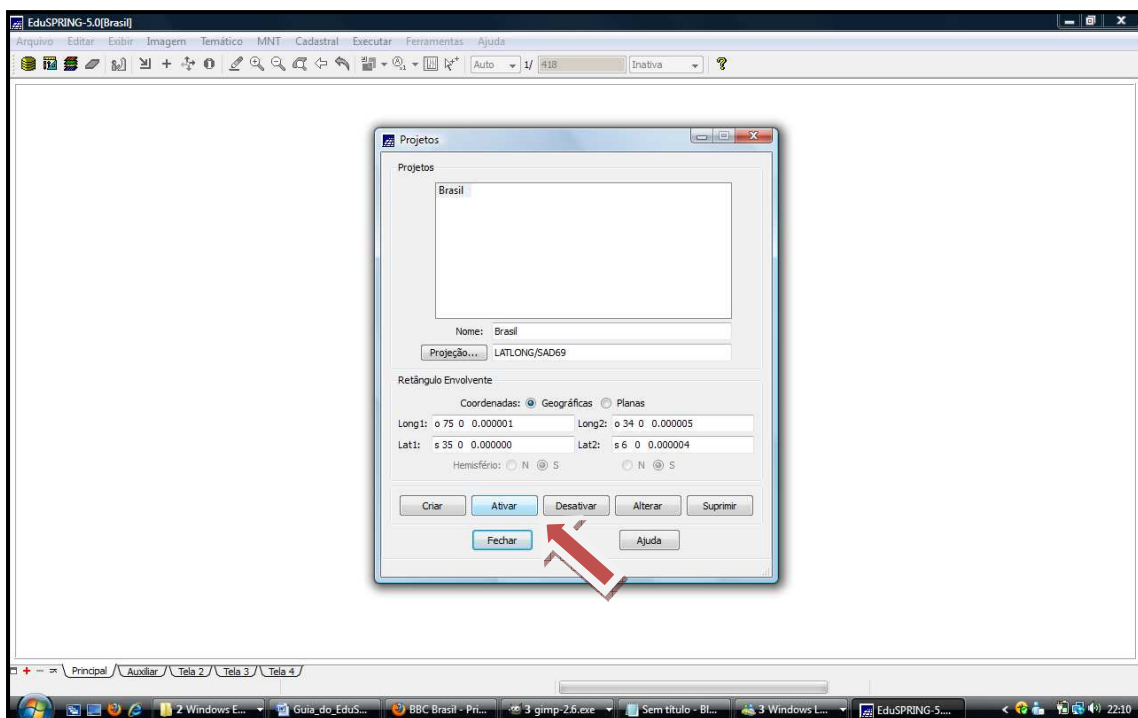 EduSPRING-5.0[Brasil]
Arquivo Editar Exibir Imagem Temático MNT Cadastral Executar Ferramentas Ajuda
Auto 1/ 418 Inativa
Projetos
Projetos
Brasil
Nome: Brasil
Projeção... LATLONG/SAD69
Retângulo Envolvente
Coordenadas: Geográficas Planas
Long1: o 75 0 0.000001 Long2: o 34 0 0.000005
Lat1: s 35 0 0.000000 Lat2: s 6 0 0.000004
Hemisfério: N S N S
Criar Ativar Desativar Alterar Suprimir
Fechar Ajuda
Principal Auxiliar Tela 2 Tela 3 Tela 4
2 Windows E... Guia_do_EduS... BBC Brasil - Pri... 3 gimp-2.6.exe Sem título - Bl... 3 Windows L... EduSPRING-5.... 22:10